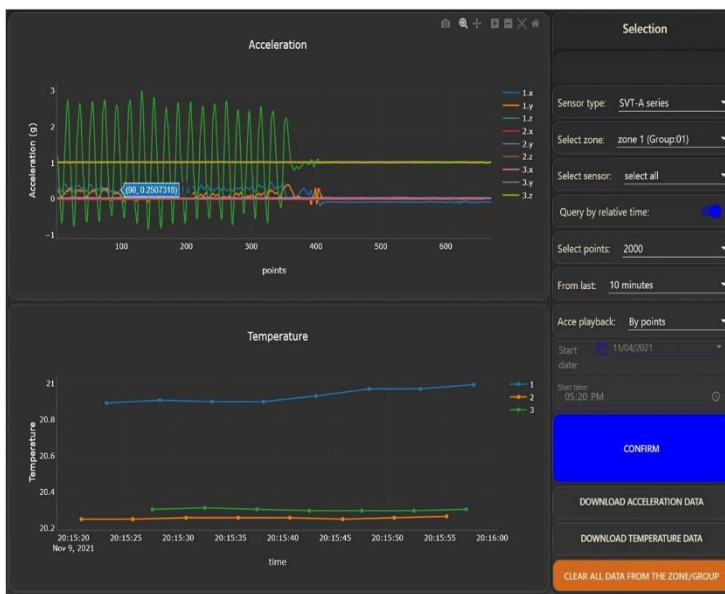 Acceleration
3
2
1
0
−1
Acceleration (g)
(98, 0.2507318)
1.x
100
200
300
400
500
600
points
1.x
1.y
1.z
2.x
2.y
2.z
3.x
3.y
3.z
Temperature
21
20.8
20.6
20.4
20.2
Temperature
20:15:20
Nov 9, 2021
20:15:25
20:15:30
20:15:35
20:15:40
20:15:45
20:15:50
20:15:55
20:16:00
time
1
2
3
Selection
Sensor type: SVT-A series
Select zone: zone 1 (Group:01)
Select sensor: select all
Query by relative time:
Select points: 2000
From last: 10 minutes
Acce playback: By points
Start
date:
11/04/2021
Start time:
05:20 PM
CONFIRM
DOWNLOAD ACCELERATION DATA
DOWNLOAD TEMPERATURE DATA
CLEAR ALL DATA FROM THE ZONE/GROUP